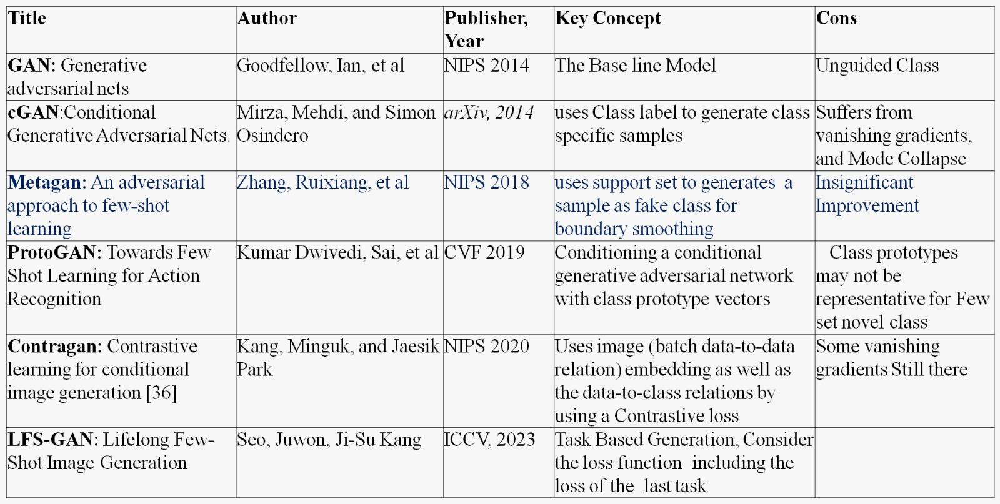 Title
Author
Publisher,
Year
Key Concept
Cons
GAN: Generative
adversarial nets
Goodfellow, Ian, et al
NIPS 2014
The Base line Model
Unguided Class
cGAN:Conditional
Generative Adversarial Nets.
Mirza, Mehdi, and Simon
Osindero
arXiv, 2014
uses Class label to generate class
specific samples
Suffers from
vanishing gradients,
and Mode Collapse
Metagan: An adversarial
approach to few-shot
learning
Zhang, Ruixiang, et al
NIPS 2018
uses support set to generates a
sample as fake class for
boundary smoothing
Insignificant
Improvement
ProtoGAN: Towards Few
Shot Learning for Action
Recognition
Kumar Dwivedi, Sai, et al
CVF 2019
Conditioning a conditional
generative adversarial network
with class prototype vectors
Class prototypes
may not be
representative for Few
set novel class
Contragan: Contrastive
learning for conditional
image generation [36]
Kang, Minguk, and Jaesik
Park
NIPS 2020
Uses image (batch data-to-data
relation) embedding as well as
the data-to-class relations by
using a Contrastive loss
Some vanishing
gradients Still there
LFS-GAN: Lifelong Few-
Shot Image Generation
Seo, Juwon, Ji-Su Kang
ICCV, 2023
Task Based Generation, Consider
the loss function including the
loss of the last task